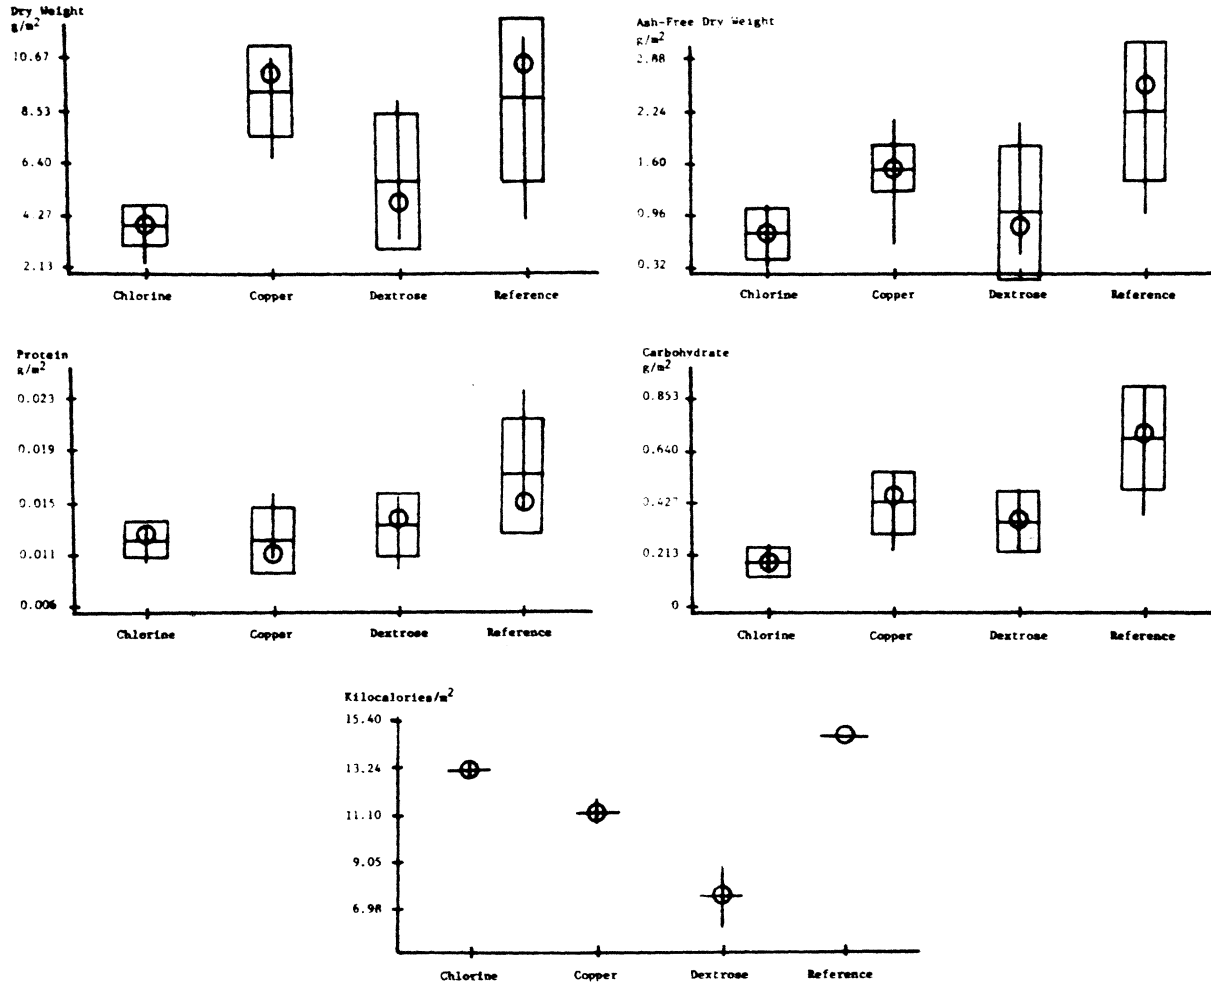 Dry Weight
g/m²
10.67
8.53
6.40
4.27
2.13
Chlorine Copper Dextrose Reference
Ash-Free Dry Weight
g/m²
2.88
2.24
1.60
0.96
0.32
Chlorine Copper Dextrose Reference
Protein
g/m²
0.023
0.019
0.015
0.011
0.006
Chlorine Copper Dextrose Reference
Carbohydrate
g/m²
0.853
0.640
0.427
0.213
0
Chlorine Copper Dextrose Reference
Kilocalories/m²
15.40
13.24
11.10
9.05
6.98
Chlorine Copper Dextrose Reference